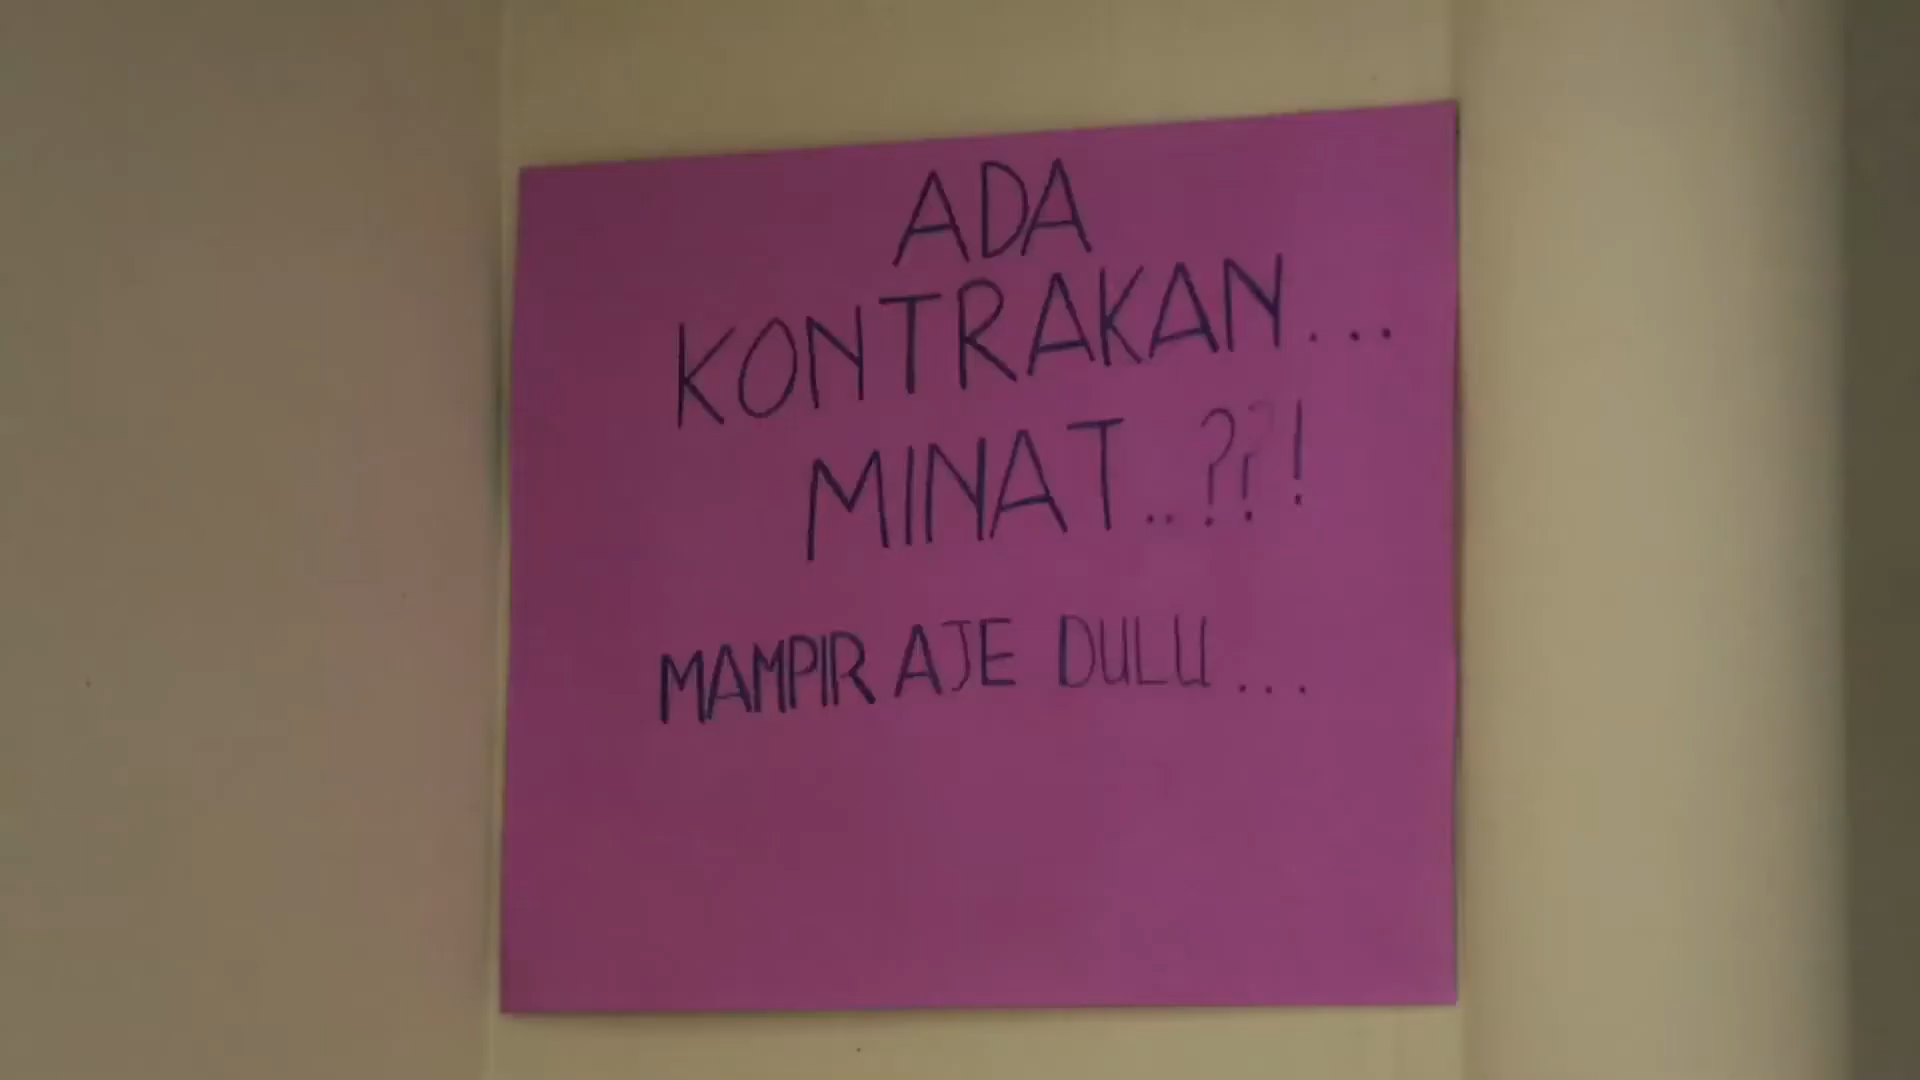 ADA
KONTRAKAN...
MINAT..??!
MAMPIR AJE DULU...